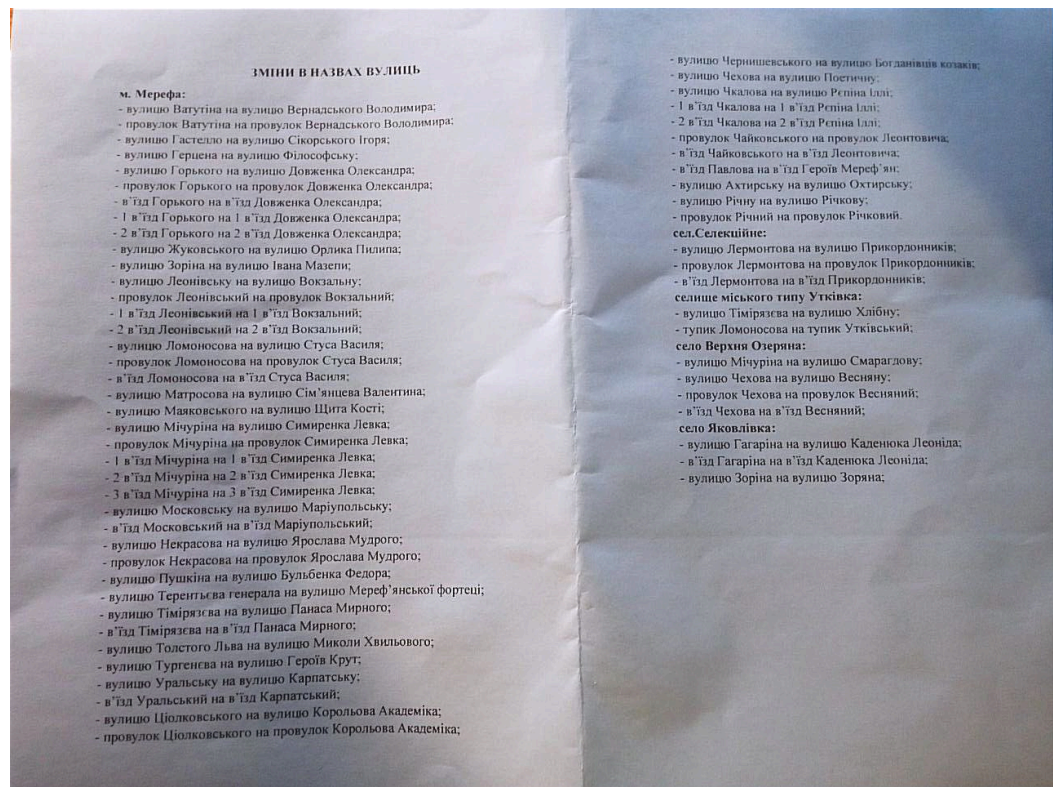 ЗМІНИ В НАЗВАХ ВУЛИЦЬ
м. Мерефа:
- вулицю Ватутіна на вулицю Вернадського Володимира;
- провулок Ватутіна на провулок Вернадського Володимира;
- вулицю Гастелло на вулицю Сікорського Ігоря;
- вулицю Герцена на вулицю Філософську;
- вулицю Горького на вулицю Довженка Олександра;
- провулок Горького на провулок Довженка Олександра;
- в’їзд Горького на в’їзд Довженка Олександра;
- 1 в’їзд Горького на 1 в’їзд Довженка Олександра;
- 2 в’їзд Горького на 2 в’їзд Довженка Олександра;
- вулицю Жуковського на вулицю Орлика Пилипа;
- вулицю Зоріна на вулицю Івана Мазепи;
- вулицю Леонівську на вулицю Вокзальну;
- провулок Леонівський на провулок Вокзальний;
- 1 в’їзд Леонівський на 1 в’їзд Вокзальний;
- 2 в’їзд Леонівський на 2 в’їзд Вокзальний;
- вулицю Ломоносова на вулицю Стуса Василя;
- провулок Ломоносова на провулок Стуса Василя;
- в’їзд Ломоносова на в’їзд Стуса Василя;
- вулицю Матросова на вулицю Сім’янцева Валентина;
- вулицю Маяковського на вулицю Щита Кості;
- вулицю Мічуріна на вулицю Симиренка Левка;
- провулок Мічуріна на провулок Симиренка Левка;
- 1 в’їзд Мічуріна на 1 в’їзд Симиренка Левка;
- 2 в’їзд Мічуріна на 2 в’їзд Симиренка Левка;
- 3 в’їзд Мічуріна на 3 в’їзд Симиренка Левка;
- вулицю Московську на вулицю Маріупольську;
- в’їзд Московський на в’їзд Маріупольський;
- вулицю Некрасова на вулицю Ярослава Мудрого;
- провулок Некрасова на провулок Ярослава Мудрого;
- вулицю Пушкіна на вулицю Бульбенка Федора;
- вулицю Терентьєва генерала на вулицю Мереф’янської фортеці;
- вулицю Тімірязєва на вулицю Панаса Мирного;
- в’їзд Тімірязєва на в’їзд Панаса Мирного;
- вулицю Толстого Льва на вулицю Миколи Хвильового;
- вулицю Тургенєва на вулицю Героїв Крут;
- вулицю Уральську на вулицю Карпатську;
- в’їзд Уральський на в’їзд Карпатський;
- вулицю Ціолковського на вулицю Корольова Академіка;
- провулок Ціолковського на провулок Корольова Академіка;
- вулицю Чернишевського на вулицю Богданівців козаків;
- вулицю Чехова на вулицю Поетичну;
- вулицю Чкалова на вулицю Рєпіна Іллі;
- 1 в’їзд Чкалова на 1 в’їзд Рєпіна Іллі;
- 2 в’їзд Чкалова на 2 в’їзд Рєпіна Іллі;
- провулок Чайковського на провулок Леонтовича;
- в’їзд Чайковського на в’їзд Леонтовича;
- в’їзд Павлова на в’їзд Героїв Мереф’ян;
- вулицю Ахтирську на вулицю Охтирську;
- вулицю Річну на вулицю Річкову;
- провулок Річний на провулок Річковий.
сел.Селекційне:
- вулицю Лермонтова на вулицю Прикордонників;
- провулок Лермонтова на провулок Прикордонників;
- в’їзд Лермонтова на в’їзд Прикордонників;
селище міського типу Утківка:
- вулицю Тімірязєва на вулицю Хлібну;
- тупик Ломоносова на тупик Утківський;
село Верхня Озеряна:
- вулицю Мічуріна на вулицю Смарагдову;
- вулицю Чехова на вулицю Весняну;
- провулок Чехова на провулок Весняний;
- в’їзд Чехова на в’їзд Весняний;
село Яковлівка:
- вулицю Гагаріна на вулицю Каденюка Леоніда;
- в’їзд Гагаріна на в’їзд Каденюка Леоніда;
- вулицю Зоріна на вулицю Зоряна;